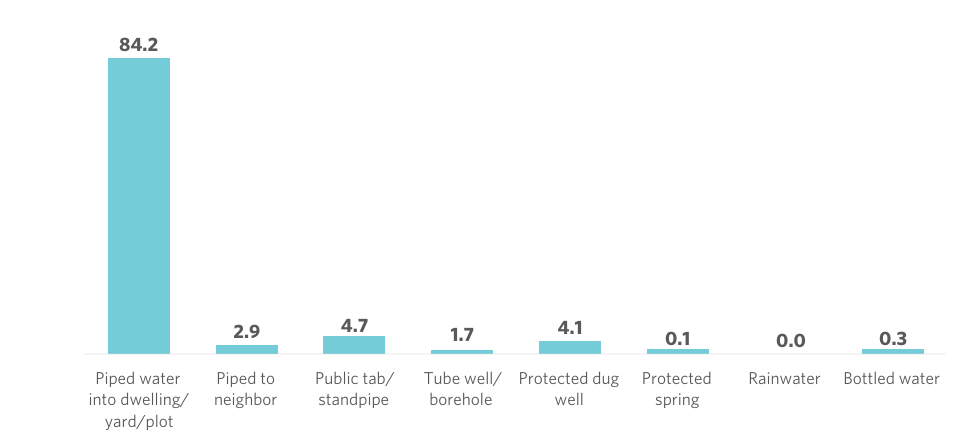 84.2
2.9
4.7
1.7
4.1
0.1
0.0
0.3
Piped water
into dwelling/
yard/plot
Piped to
neighbor
Public tab/
standpipe
Tube well/
borehole
Protected dug
well
Protected
spring
Rainwater
Bottled water